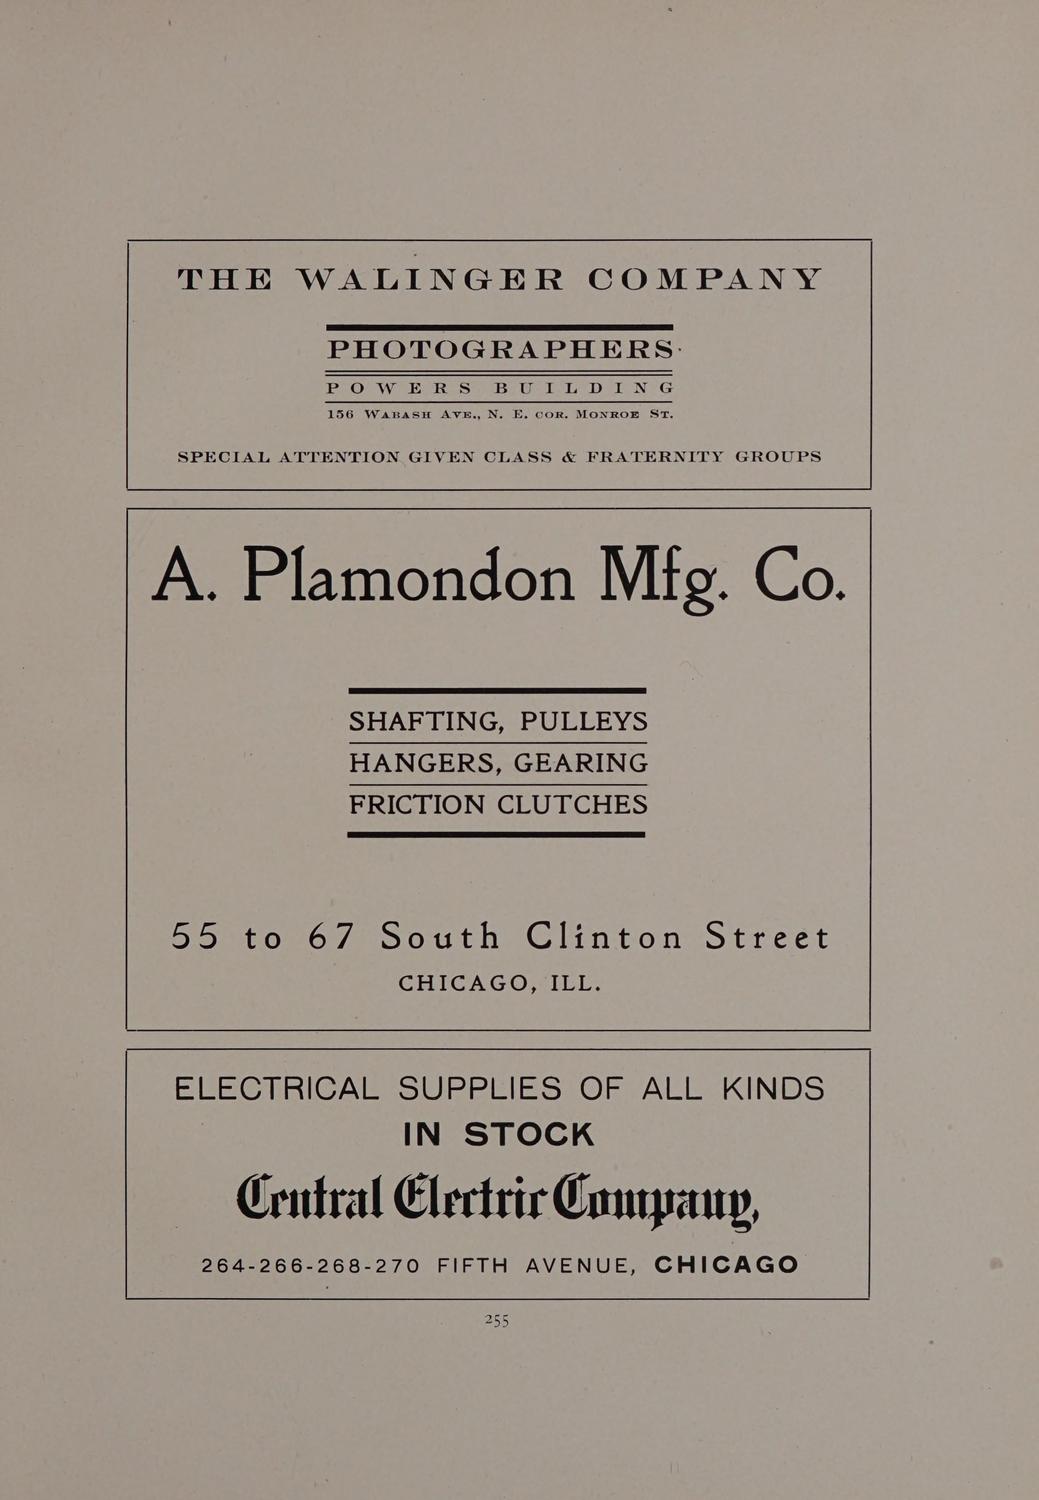 THE WALINGER COMPANY
PHOTOGRAPHERS
POWERS BUILDING
156 WABASH AVE., N. E. COR. MONROE ST.
SPECIAL ATTENTION GIVEN CLASS & FRATERNITY GROUPS
A. Plamondon Mfg. Co.
SHAFTING, PULLEYS
HANGERS, GEARING
FRICTION CLUTCHES
55 to 67 South Clinton Street
CHICAGO, ILL.
ELECTRICAL SUPPLIES OF ALL KINDS
IN STOCK
Central Electric Company,
264-266-268-270 FIFTH AVENUE, CHICAGO
255